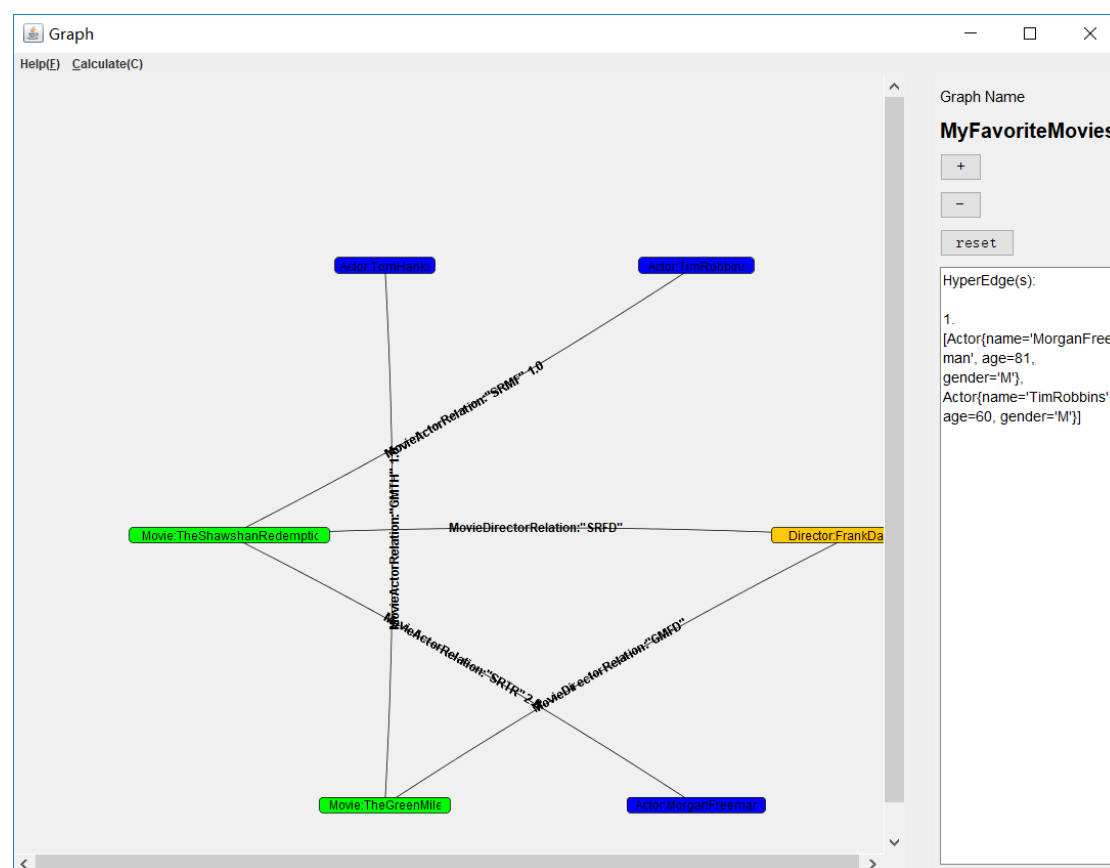 Graph
Help(F) Calculate(C)
Graph Name
MyFavoriteMovies
+
-
reset
HyperEdge(s):
1.
[Actor{name='MorganFree
man', age=81,
gender='M'},
Actor{name='TimRobbins',
age=60, gender='M'}]
Actor:TomHanks
Actor:TimRobbins
MovieActorRelation:"SRMF" 1.0
MovieActorRelation:"GMTH" 1.
Movie:TheShawshanRedemptic
MovieDirectorRelation:"SRFD"
Director:FrankDa
MovieActorRelation:"SRTR" 2.
MovieDirectorRelation:"GMFD"
Movie:TheGreenMile
Actor:MorganFreeman